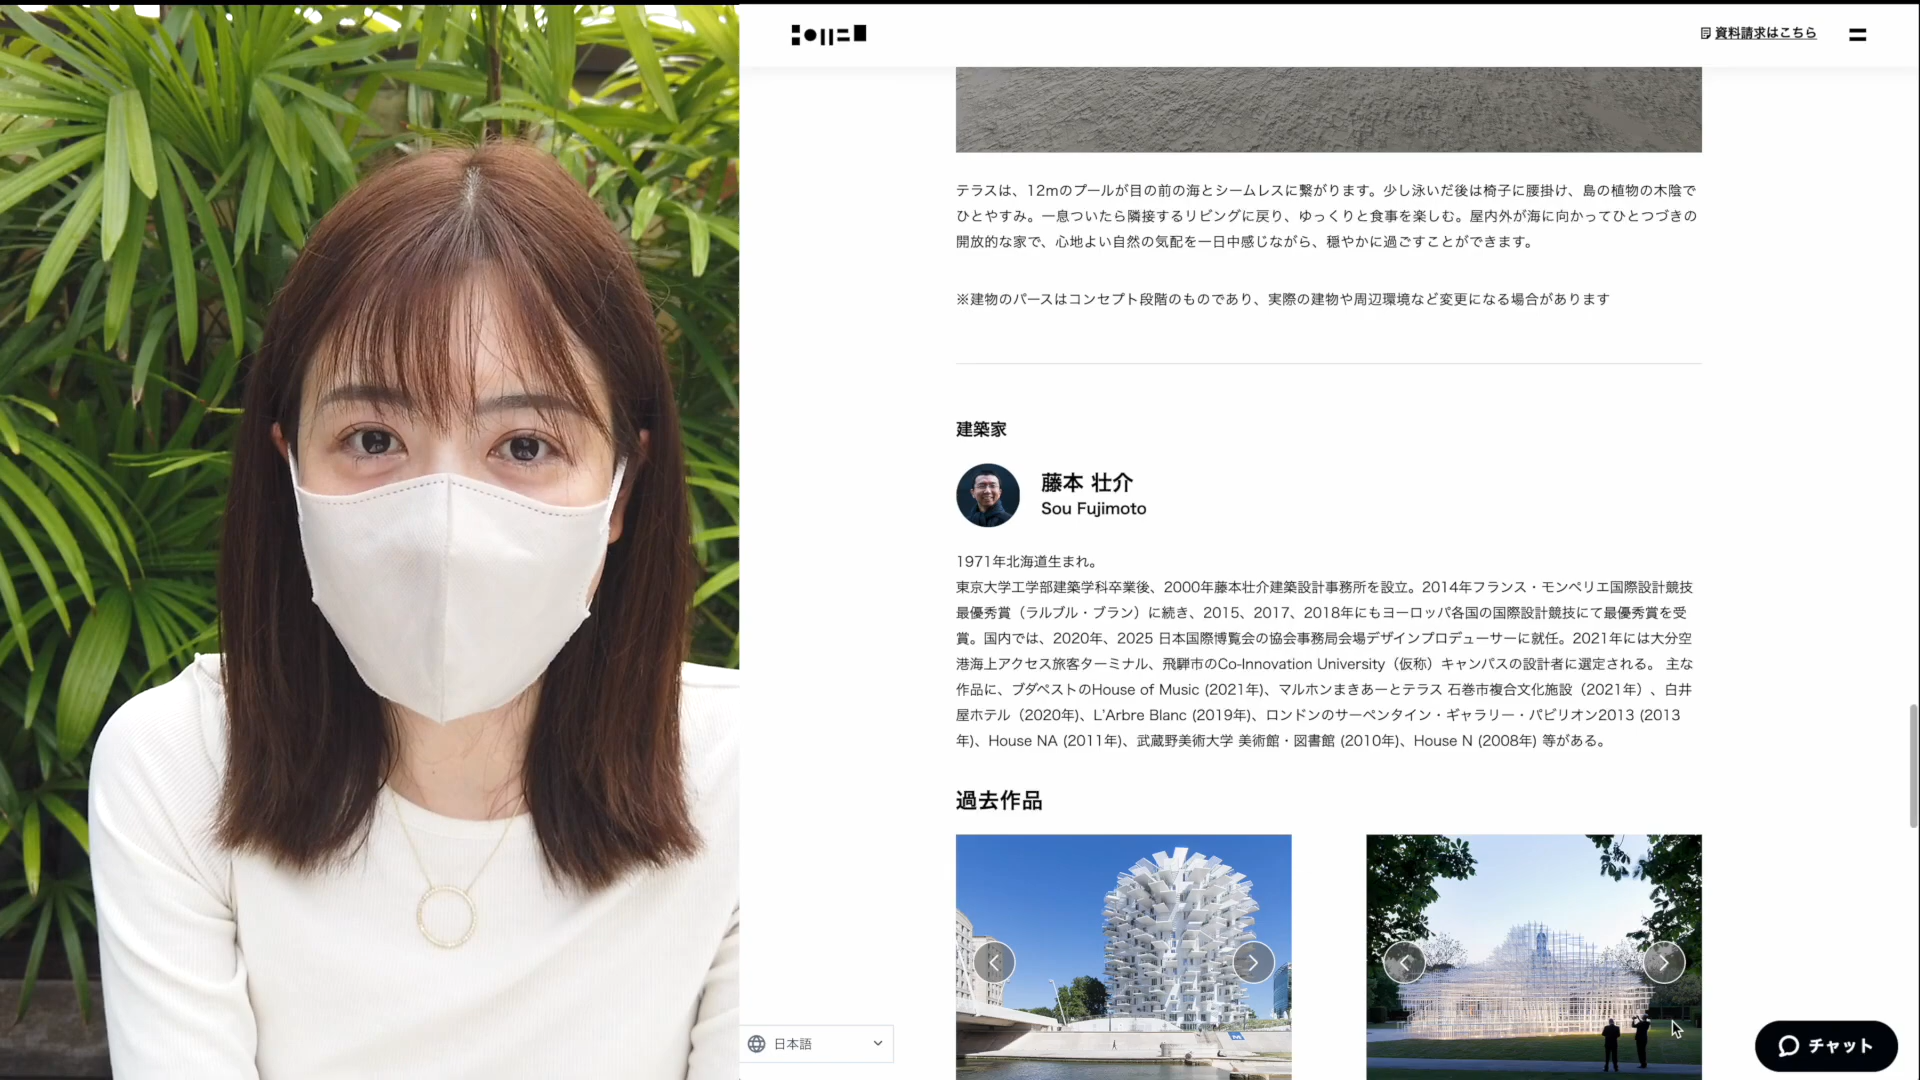 資料請求はこちら
テラスは、12mのプールが目の前の海とシームレスに繋がります。少し泳いだ後は椅子に腰掛け、島の植物の木陰で
ひとやすみ。一息ついたら隣接するリビングに戻り、ゆっくりと食事を楽しむ。屋内外が海に向かってひとつづきの
開放的な家で、心地よい自然の気配を一日中感じながら、穏やかに過ごすことができます。
※建物のパースはコンセプト段階のものであり、実際の建物や周辺環境など変更になる場合があります
建築家
藤本 壮介
Sou Fujimoto
1971年北海道生まれ。
東京大学工学部建築学科卒業後、2000年藤本壮介建築設計事務所を設立。2014年フランス・モンペリエ国際設計競技
最優秀賞（ラルブル・ブラン）に続き、2015、2017、2018年にもヨーロッパ各国の国際設計競技にて最優秀賞を受
賞。国内では、2020年、2025 日本国際博覧会の協会事務局会場デザインプロデューサーに就任。2021年には大分空
港海上アクセス旅客ターミナル、飛騨市のCo-Innovation University（仮称）キャンパスの設計者に選定される。 主な
作品に、ブダペストのHouse of Music (2021年)、マルホンまきあーとテラス 石巻市複合文化施設（2021年）、白井
屋ホテル（2020年)、L'Arbre Blanc (2019年)、ロンドンのサーペンタイン・ギャラリー・パビリオン2013 (2013
年)、House NA (2011年)、武蔵野美術大学 美術館・図書館 (2010年)、House N (2008年) 等がある。
過去作品
日本語
チャット